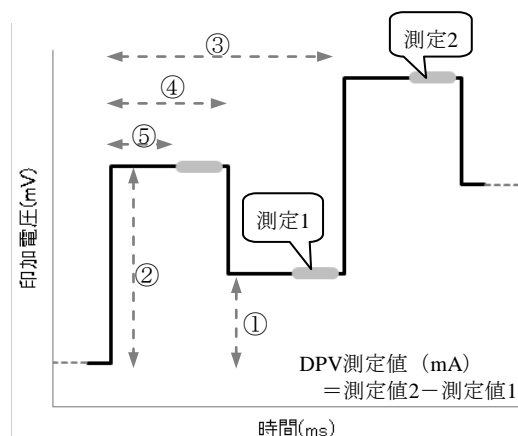 ③
測定2
④
⑤
測定1
②
①
印加電圧(mV)
DPV測定値（mA）
＝測定値2－測定値1
時間(ms)